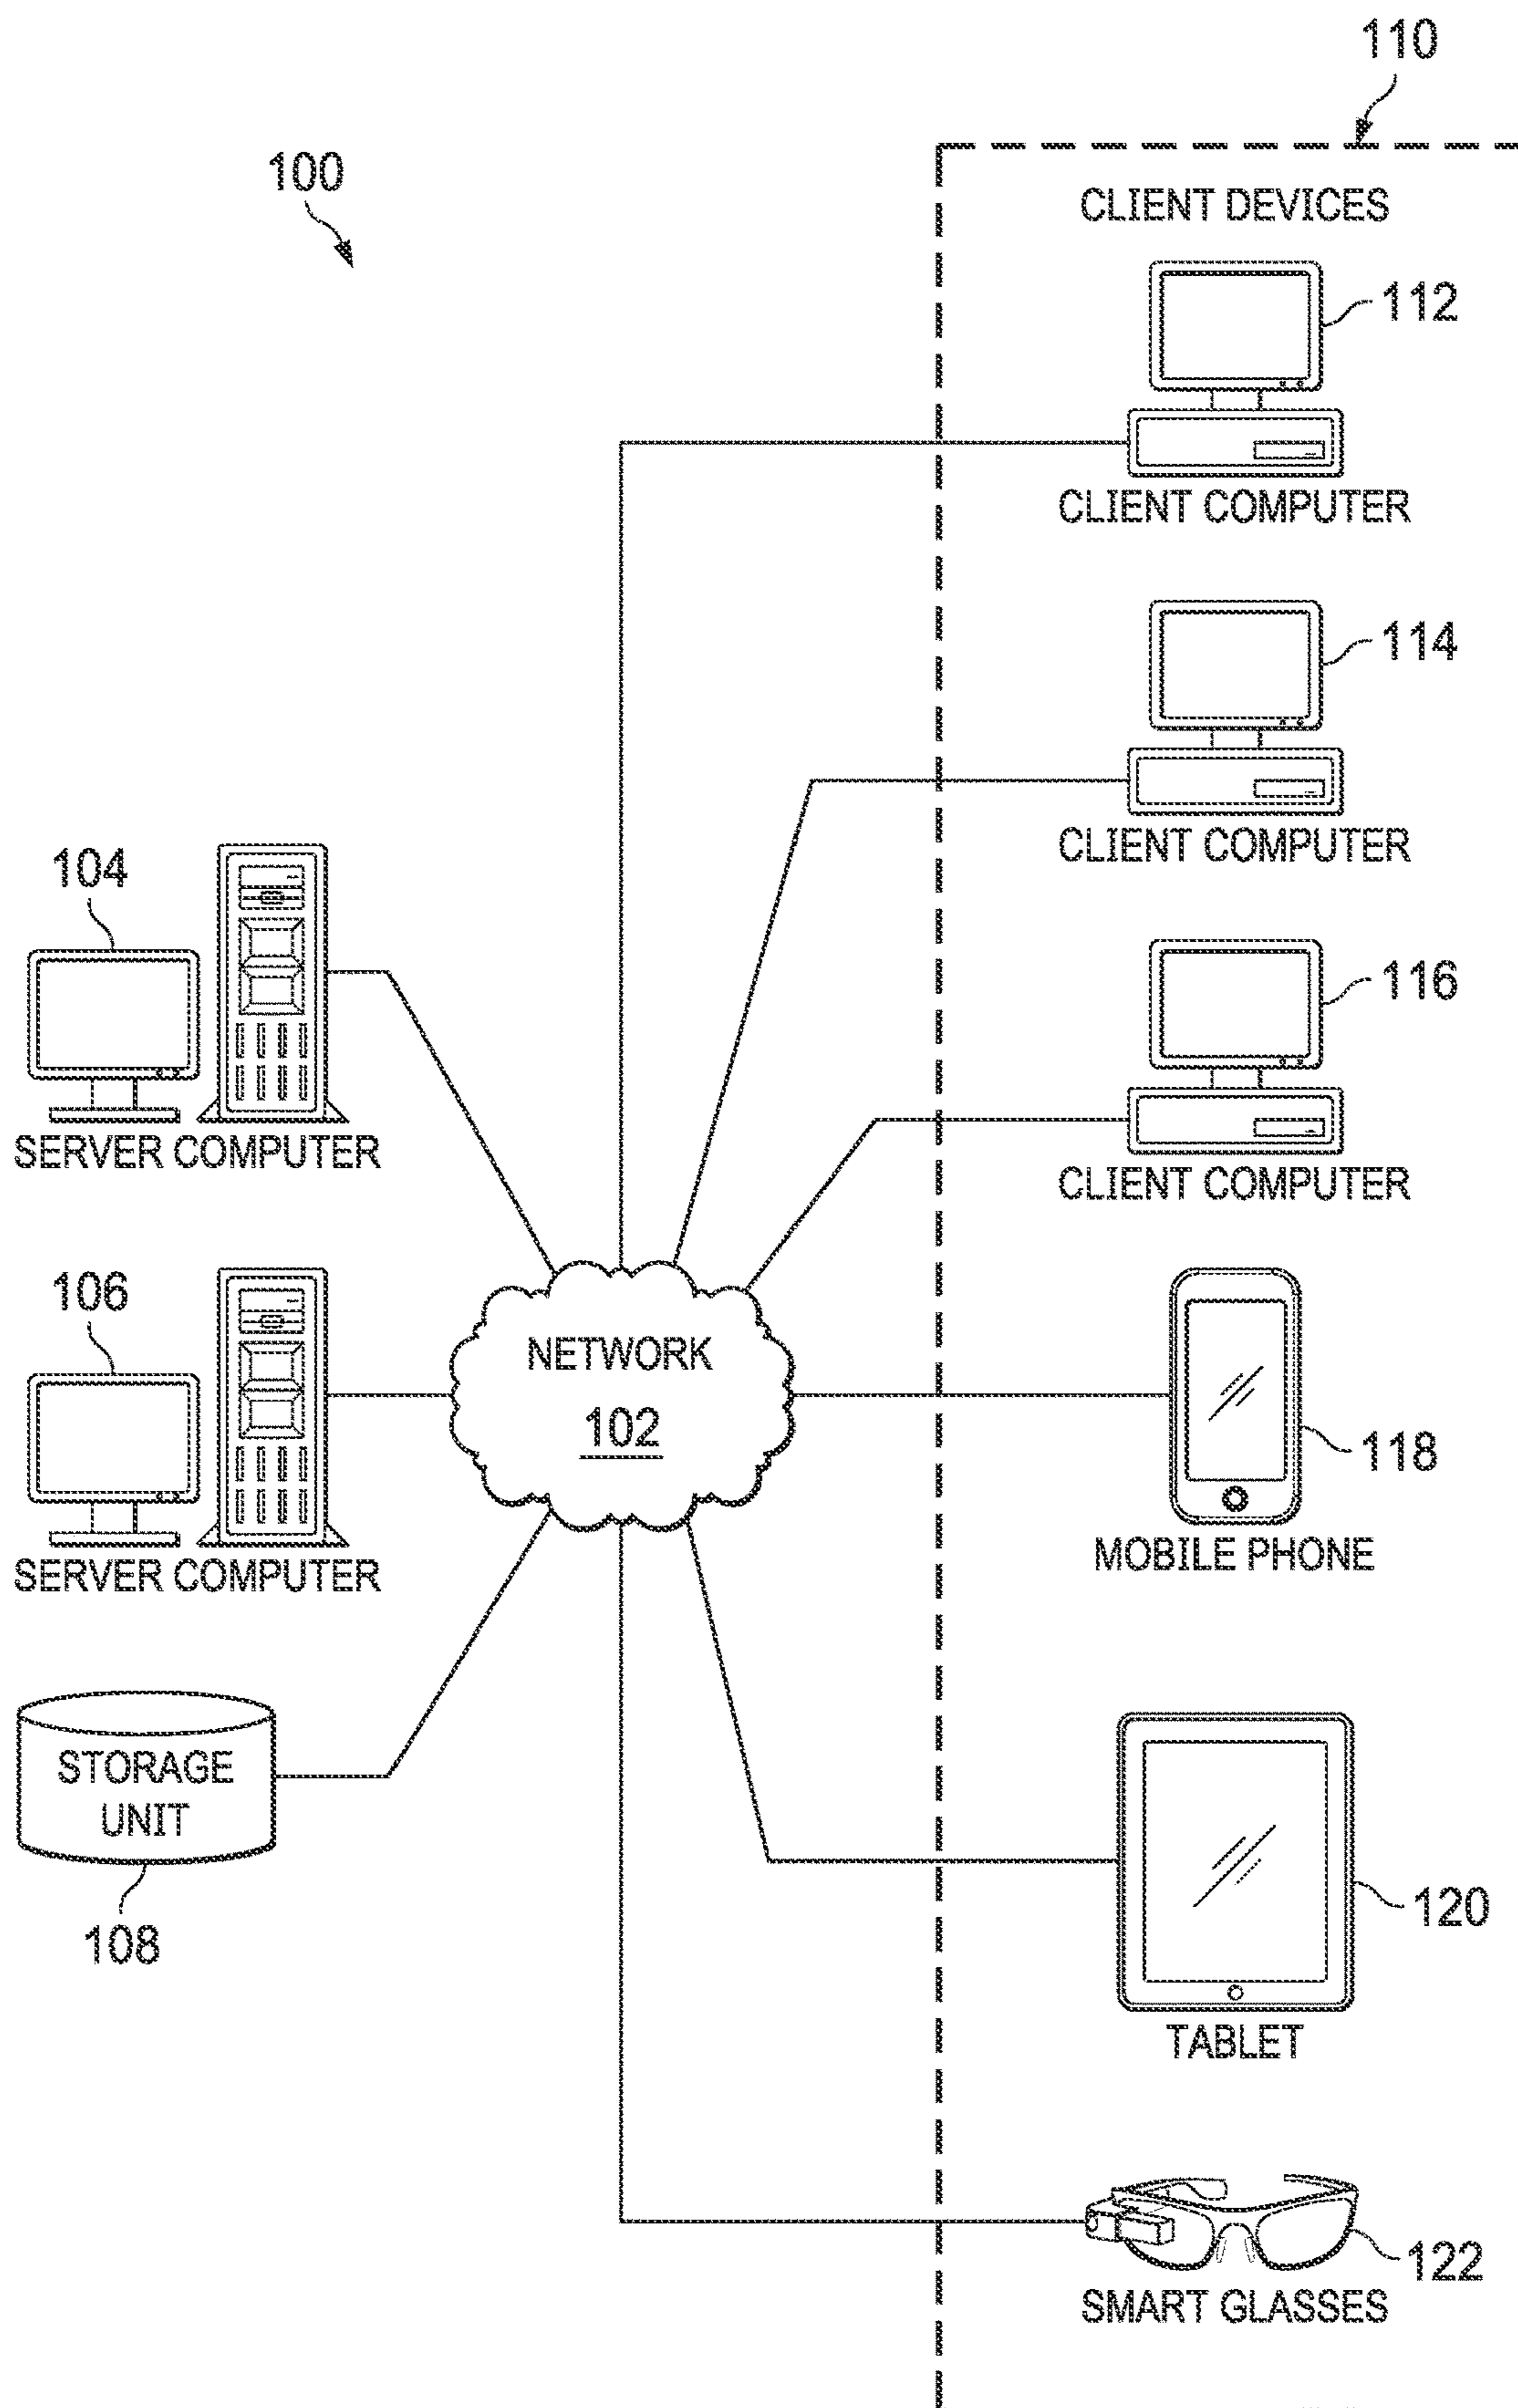 110
100
CLIENT DEVICES
112
CLIENT COMPUTER
114
CLIENT COMPUTER
104
116
SERVER COMPUTER
CLIENT COMPUTER
106
NETWORK
102
118
SERVER COMPUTER
MOBILE PHONE
STORAGE
UNIT
120
108
TABLET
122
SMART GLASSES